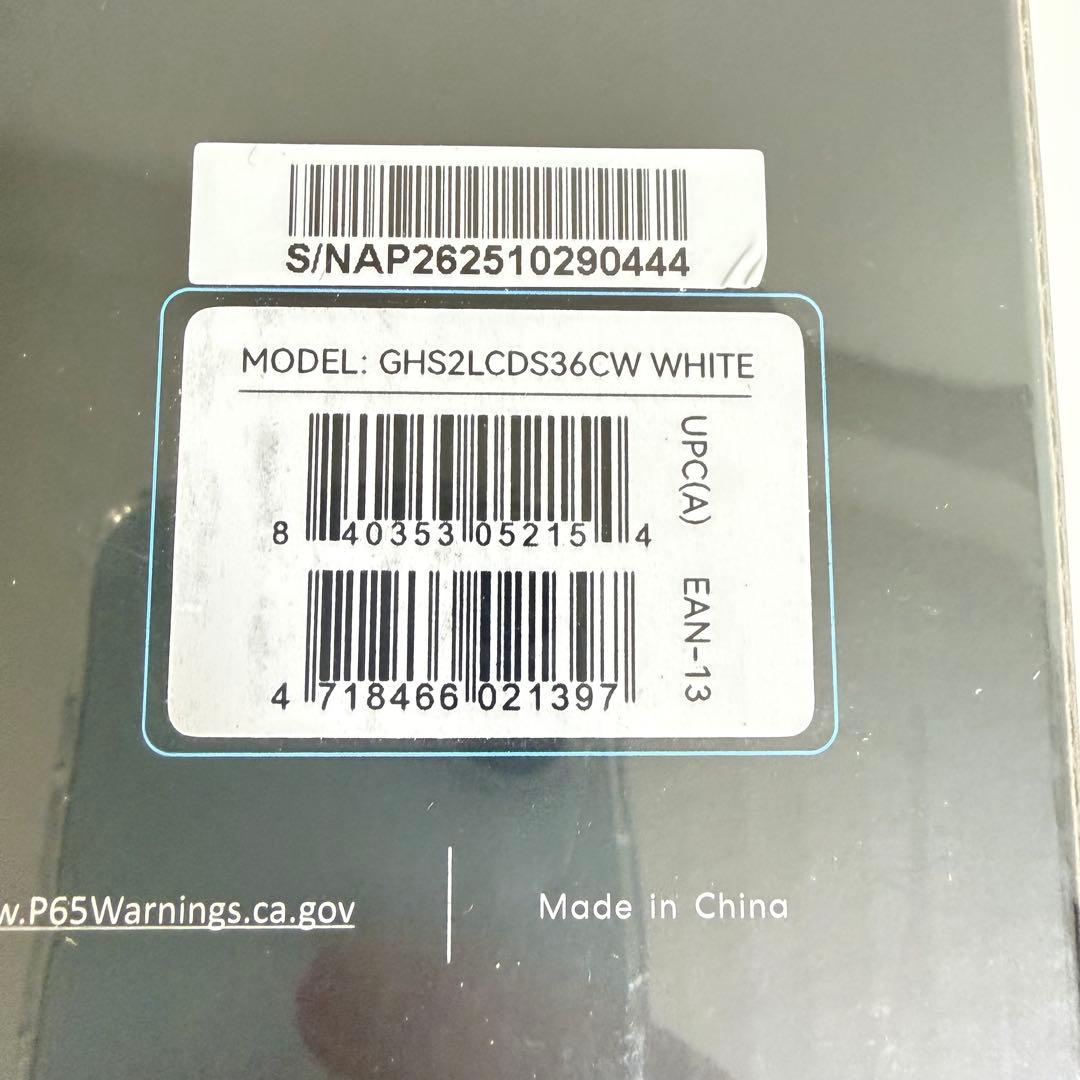 S/NAP262510290444
MODEL: GHS2LCDS36CW WHITE
UPC(A)
8 40353 05215 4
EAN-13
4 718466 021397
w.P65Warnings.ca.gov
Made in China